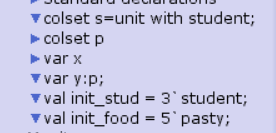 Standard declarations
colset s=unit with student;
colset p
var x
var y:p;
val init_stud = 3`student;
val init_food = 5`pasty;